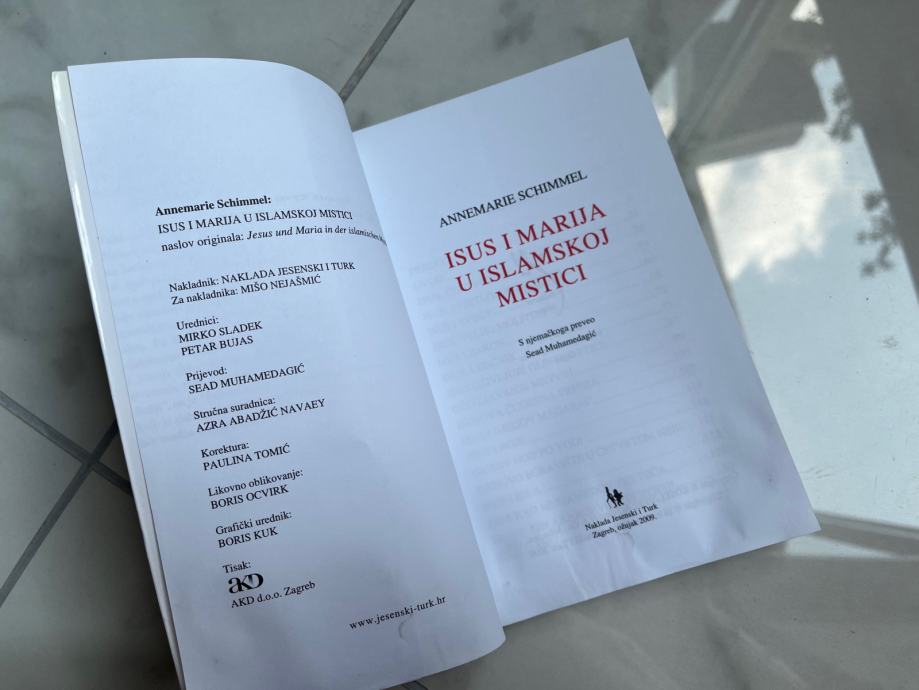 Annemarie Schimmel:
ISUS I MARIJA U ISLAMSKOJ MISTICI
naslov originala: Jesus und Maria in der islamischen
Nakladnik: NAKLADA JESENSKI I TURK
Za nakladnika: MIŠO NEJAŠMIĆ
Urednici:
MIRKO SLADEK
PETAR BUJAS
Prijevod:
SEAD MUHAMEDAGIĆ
Stručna suradnica:
AZRA ABADŽIĆ NAVAEY
Korektura:
PAULINA TOMIĆ
Likovno oblikovanje:
BORIS OCVIRK
Grafički urednik:
BORIS KUK
Tisak:
AKD
AKD d.o.o. Zagreb
www.jesenski-turk.hr
ANNEMARIE SCHIMMEL
ISUS I MARIJA
U ISLAMSKOJ
MISTICI
S njemačkoga preveo
Sead Muhamedagić
Naklada Jesenski i Turk
Zagreb, ožujak 2009.